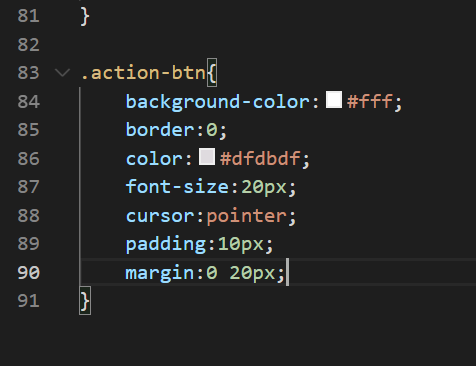 81 }
82
83 .action-btn{
84 background-color:#fff;
85 border:0;
86 color:#dfdbdf;
87 font-size:20px;
88 cursor:pointer;
89 padding:10px;
90 margin:0 20px;
91 }